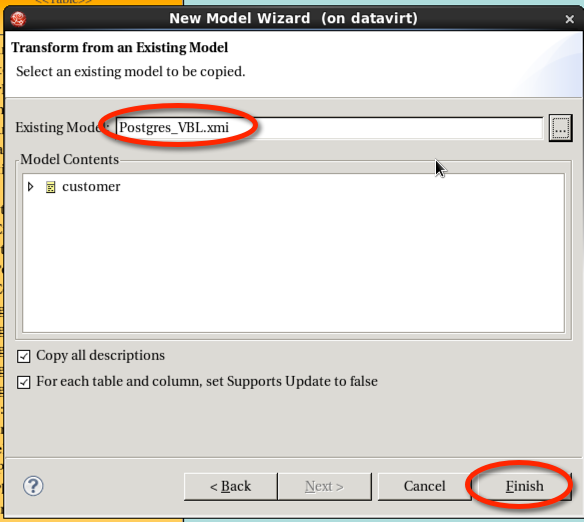 <<Table>>
New Model Wizard (on datavirt)
Transform from an Existing Model
Select an existing model to be copied.
Existing Model: Postgres_VBL.xmi
...
Model Contents
customer
Copy all descriptions
For each table and column, set Supports Update to false
?
< Back
Next >
Cancel
Finish